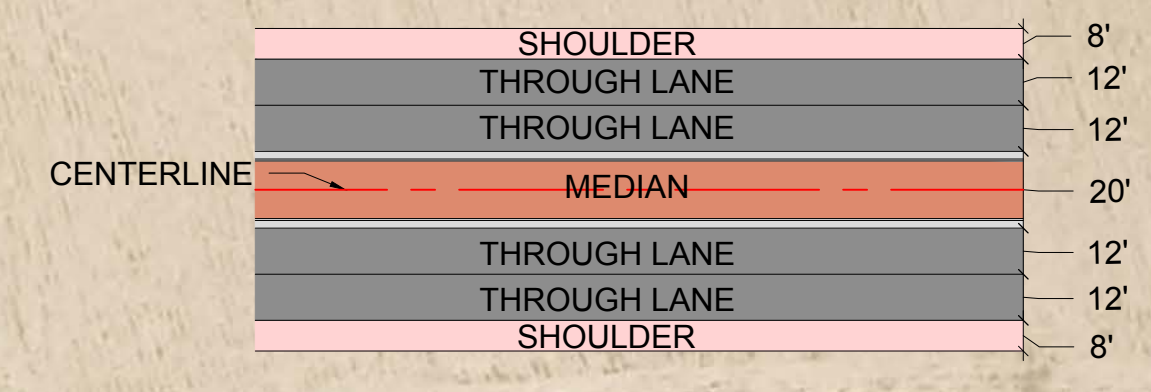 SHOULDER 8'
THROUGH LANE 12'
THROUGH LANE 12'
CENTERLINE MEDIAN 20'
THROUGH LANE 12'
THROUGH LANE 12'
SHOULDER 8'